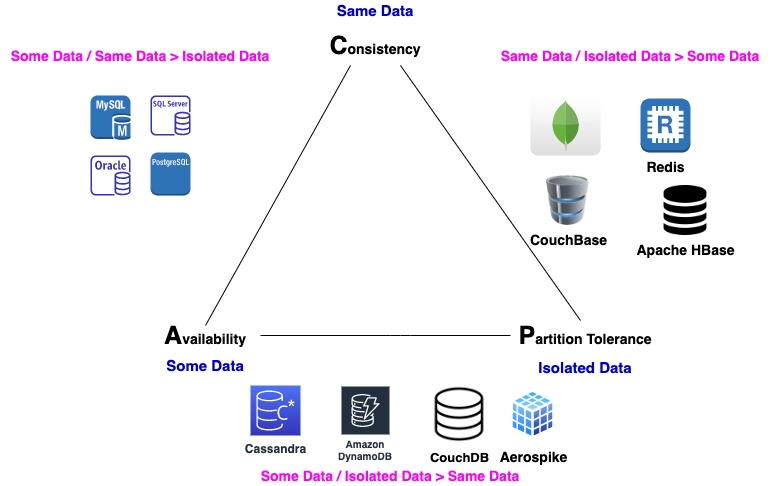 Same Data
Consistency
Some Data / Same Data > Isolated Data
Same Data / Isolated Data > Some Data
MySQL
M
SQL Server
Oracle
PostgreSQL
R
Redis
CouchBase
Apache HBase
Availability
Partition Tolerance
Some Data
Isolated Data
C*
Cassandra
Amazon
DynamoDB
CouchDB
Aerospike
Some Data / Isolated Data > Same Data